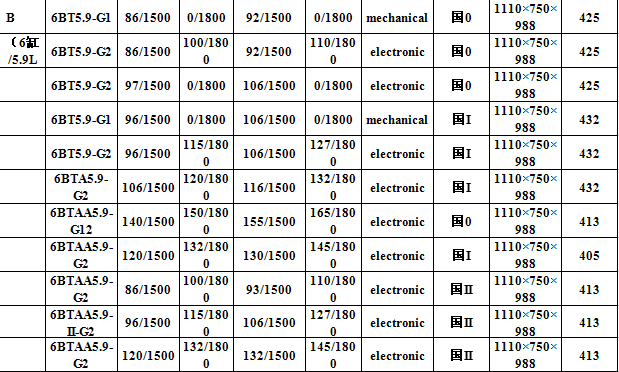 B 6BT5.9-G1 86/1500 0/1800 92/1500 0/1800 mechanical 国0 1110×750×988 425
（6缸/5.9L 6BT5.9-G2 86/1500 100/1800 92/1500 110/1800 electronic 国0 1110×750×988 425
6BT5.9-G2 97/1500 0/1800 106/1500 0/1800 electronic 国0 1110×750×988 425
6BT5.9-G1 96/1500 0/1800 106/1500 0/1800 mechanical 国I 1110×750×988 432
6BT5.9-G2 96/1500 115/1800 106/1500 127/1800 electronic 国I 1110×750×988 432
6BTA5.9-G2 106/1500 120/1800 116/1500 132/1800 electronic 国I 1110×750×988 432
6BTAA5.9-G12 140/1500 150/1800 155/1500 165/1800 electronic 国0 1110×750×988 413
6BTAA5.9-G2 120/1500 132/1800 130/1500 145/1800 electronic 国I 1110×750×988 405
6BTAA5.9-G2 86/1500 100/1800 93/1500 110/1800 electronic 国II 1110×750×988 413
6BTAA5.9-II-G2 96/1500 115/1800 106/1500 127/1800 electronic 国II 1110×750×988 413
6BTAA5.9-G2 120/1500 132/1800 132/1500 145/1800 electronic 国II 1110×750×988 413